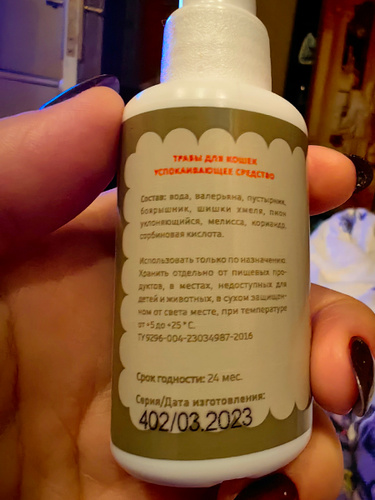 ТРАВЫ ДЛЯ КОШЕК
УСПОКАИВАЮЩЕЕ СРЕДСТВО
Состав: вода, валерьяна, пустырник,
боярышник, шишки хмеля, пион
уклоняющийся, мелисса, кориандр,
сорбиновая кислота.
Использовать только по назначению.
Хранить отдельно от пищевых про-
дуктов, в местах, недоступных для
детей и животных, в сухом защищен-
ном от света месте, при температуре
от +5 до +25 °С.
ТУ 9296-004-23034987-2016
Срок годности: 24 мес.
Серия/Дата изготовления:
402/03.2023